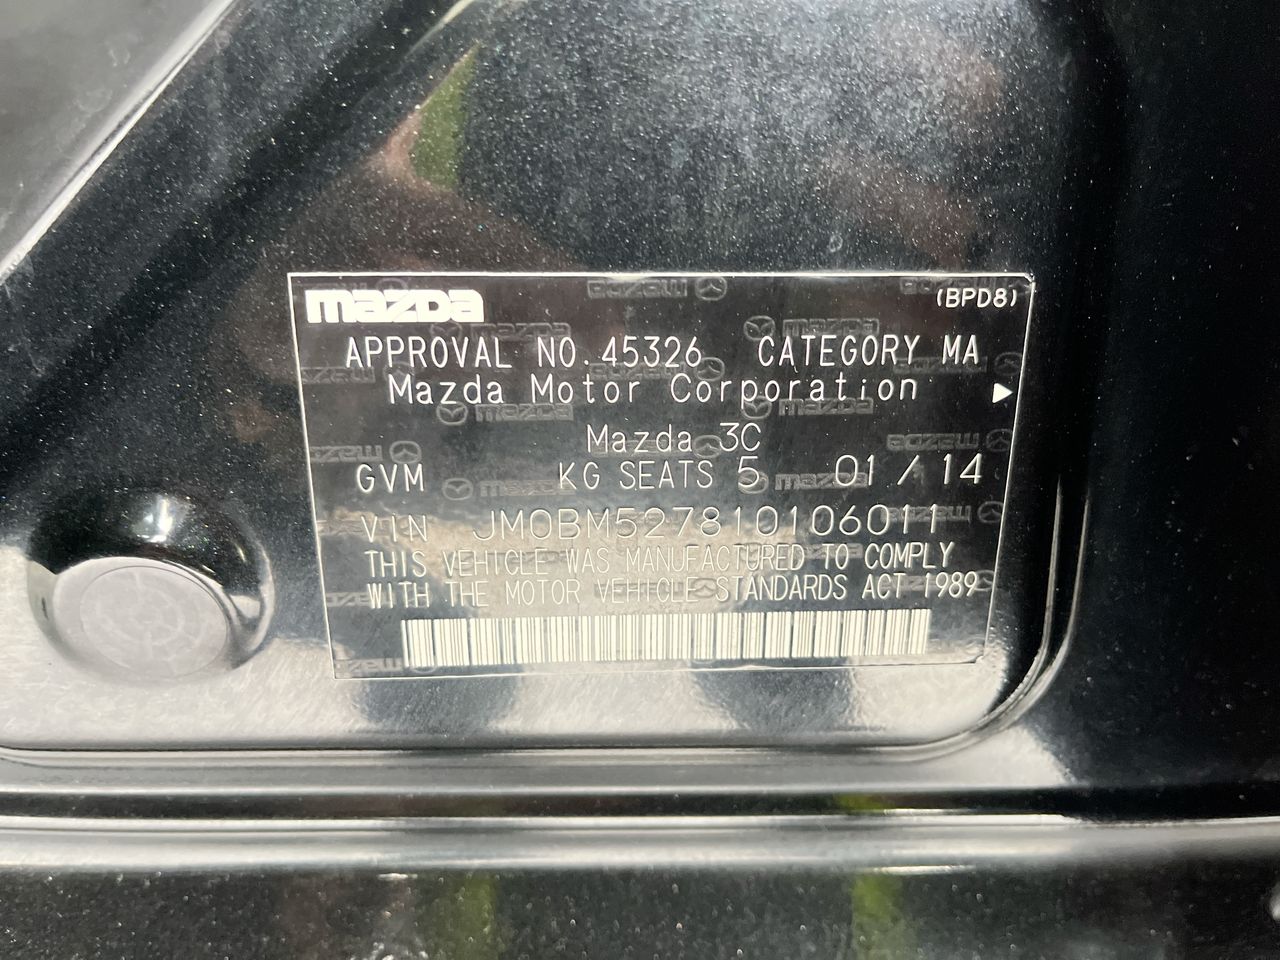 mazda (BPD8)
APPROVAL NO.45326 CATEGORY MA
Mazda Motor Corporation
Mazda 3C
GVM KG SEATS 5 01/14
VIN JM0BM527810106011
THIS VEHICLE WAS MANUFACTURED TO COMPLY
WITH THE MOTOR VEHICLE STANDARDS ACT 1989